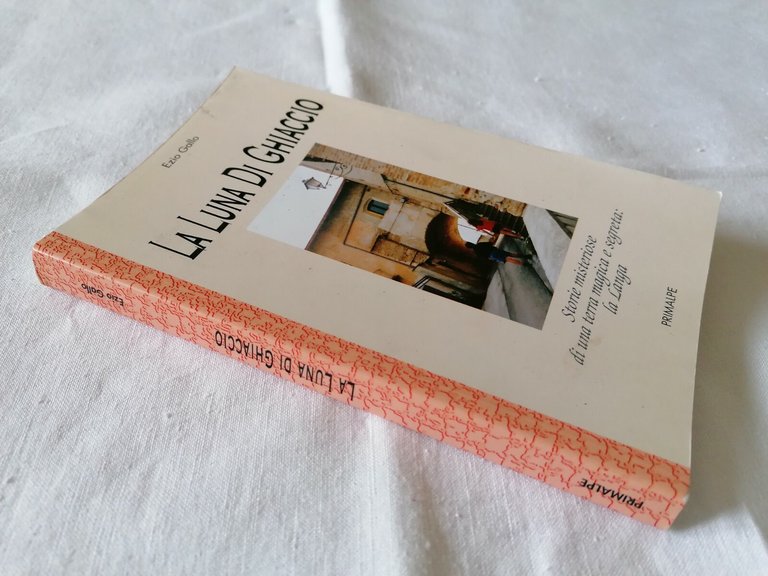 Ezio Gallo
LA LUNA DI GHIACCIO
Storie misteriose
di una terra magica e segreta:
la Langa
PRIMALPE
Ezio Gallo
LA LUNA DI GHIACCIO
PRIMALPE